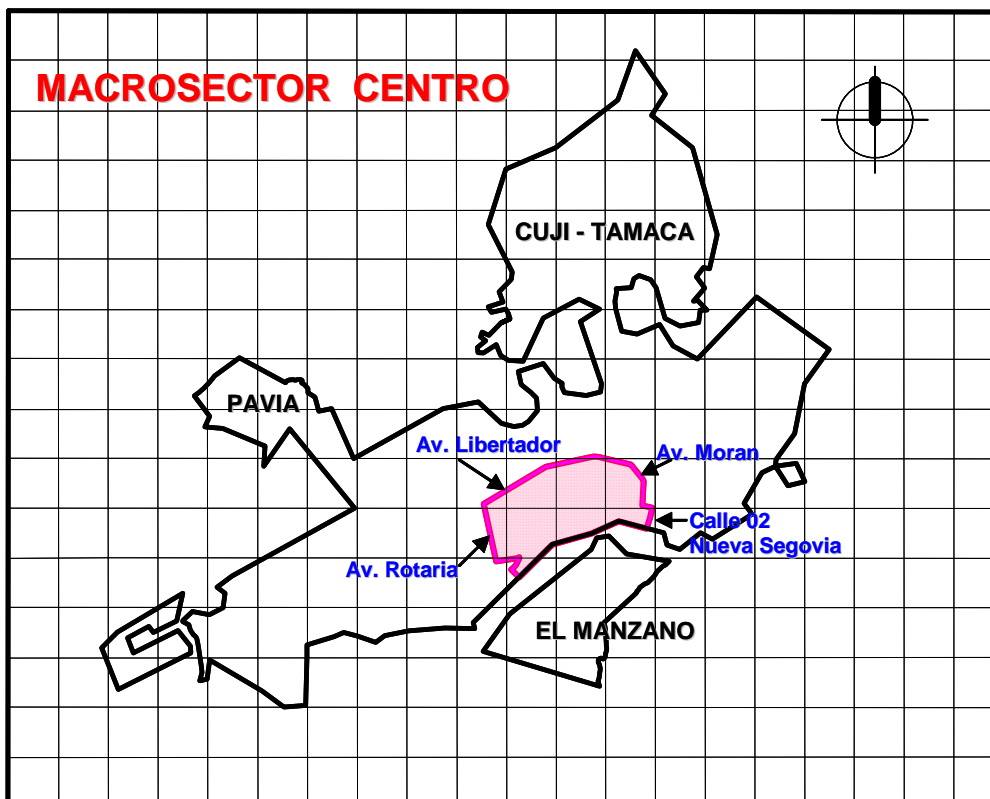 MACROSECTOR CENTRO
CUJI - TAMACA
PAVIA
Av. Libertador
Av. Moran
Calle 02
Nueva Segovia
Av. Rotaria
EL MANZANO